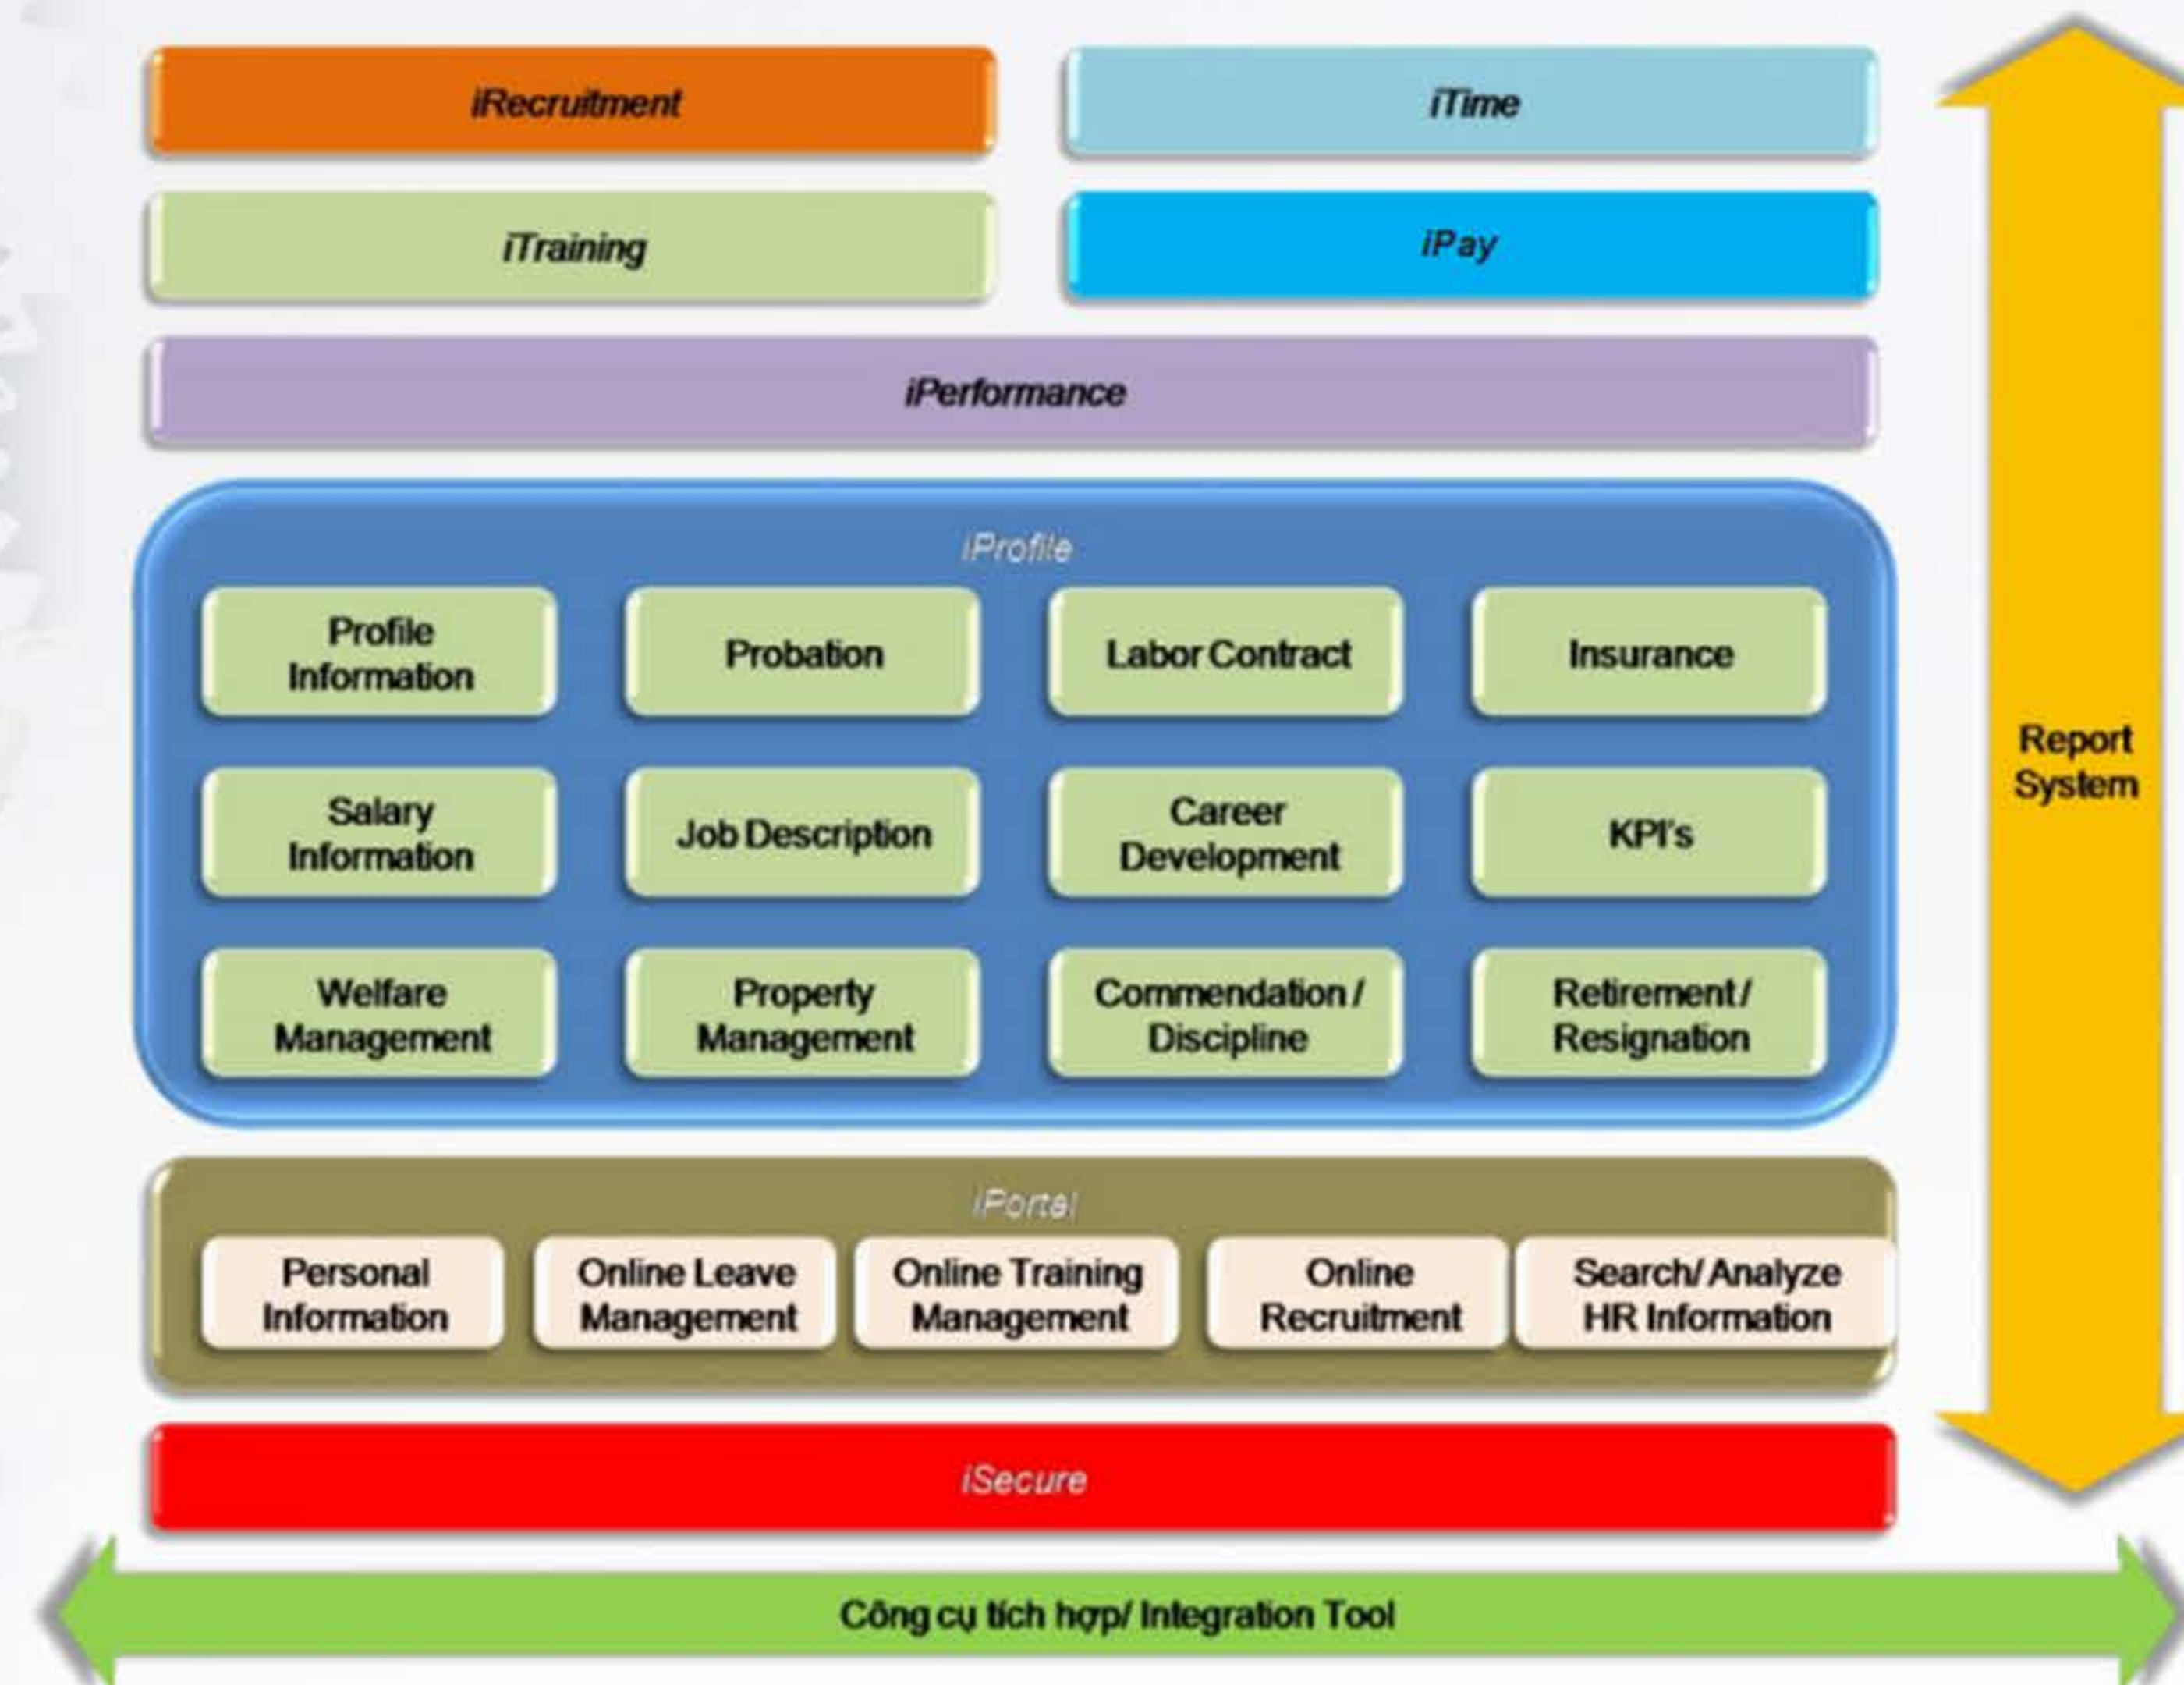 iRecruitment
iTime
iTraining
iPay
iPerformance
iProfile
Profile
Information
Probation
Labor Contract
Insurance
Salary
Information
Job Description
Career
Development
KPI's
Welfare
Management
Property
Management
Commendation /
Discipline
Retirement /
Resignation
Report
System
iPortal
Personal
Information
Online Leave
Management
Online Training
Management
Online
Recruitment
Search/ Analyze
HR Information
iSecure
Công cụ tích hợp/ Integration Tool